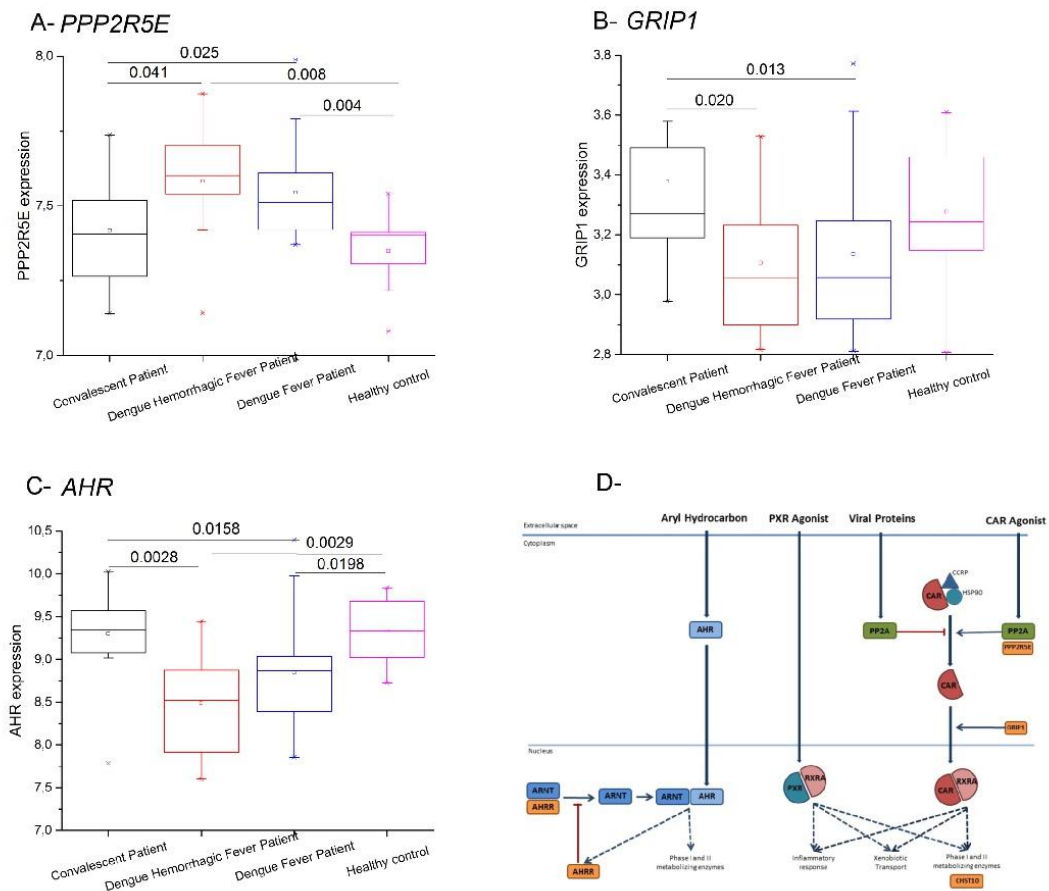 A- PPP2R5E
8,0
7,5
7,0
PPP2R5E expression
0.025
0.041
0.008
0.004
Convalescent Patient
Dengue Hemorrhagic Fever Patient
Dengue Fever Patient
Healthy control
B- GRIP1
3,8
3,6
3,4
3,2
3,0
2,8
GRIP1 expression
0.013
0.020
Convalescent Patient
Dengue Hemorrhagic Fever Patient
Dengue Fever Patient
Healthy control
C- AHR
10,5
10,0
9,5
9,0
8,5
8,0
7,5
7,0
AHR expression
0.0158
0.0028
0.0029
0.0198
Convalescent Patient
Dengue Hemorrhagic Fever Patient
Dengue Fever Patient
Healthy control
D-
Aryl Hydrocarbon
PXR Agonist
Viral Proteins
CAR Agonist
Extracellular space
Cytoplasm
CCRP
CAR
HSP90
AHR
PP2A
PP2A
PPP2R5E
CAR
GRIP1
Nucleus
ARNT
AHRR
ARNT
ARNT
AHR
PXR
RXRA
CAR
RXRA
AHRR
Phase I and II
metabolizing enzymes
Inflammatory
response
Xenobiotic
Transport
Phase I and II
metabolizing enzymes
CHST10